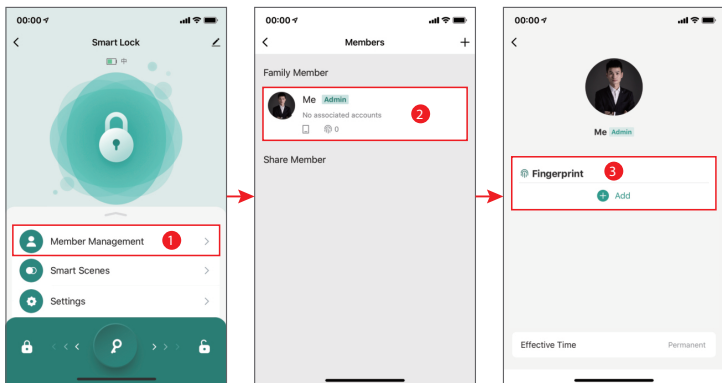 00:00
Smart Lock
中
Member Management
1
Smart Scenes
Settings
00:00
Members
Family Member
Me Admin
No associated accounts
2
0
Share Member
00:00
Me Admin
Fingerprint
3
Add
Effective Time Permanent